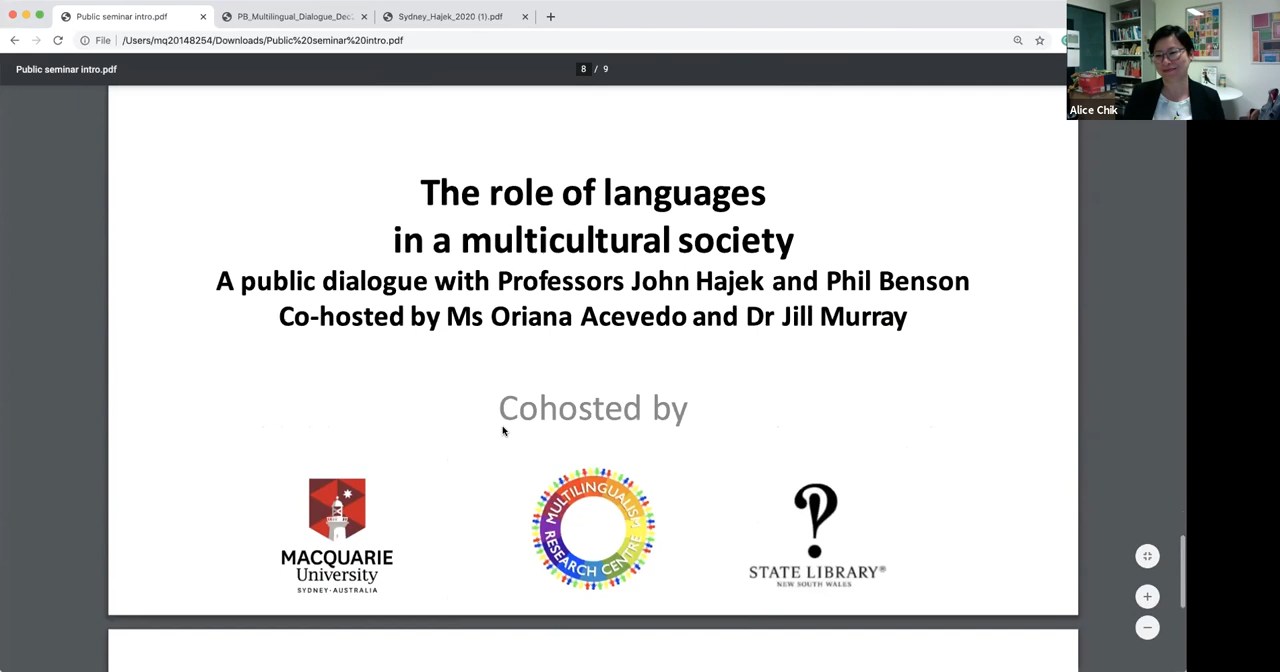 Public seminar intro.pdf
PB_Multilingual_Dialogue_Dec
Sydney_Hajek_2020 (1).pdf
File
/Users/mq20148254/Downloads/Public%20seminar%20intro.pdf
Public seminar intro.pdf
8 / 9
Alice Chik
The role of languages
in a multicultural society
A public dialogue with Professors John Hajek and Phil Benson
Co-hosted by Ms Oriana Acevedo and Dr Jill Murray
Cohosted by
MACQUARIE
University
SYDNEY·AUSTRALIA
MULTILINGUALISM
RESEARCH CENTRE
STATE LIBRARY®
NEW SOUTH WALES